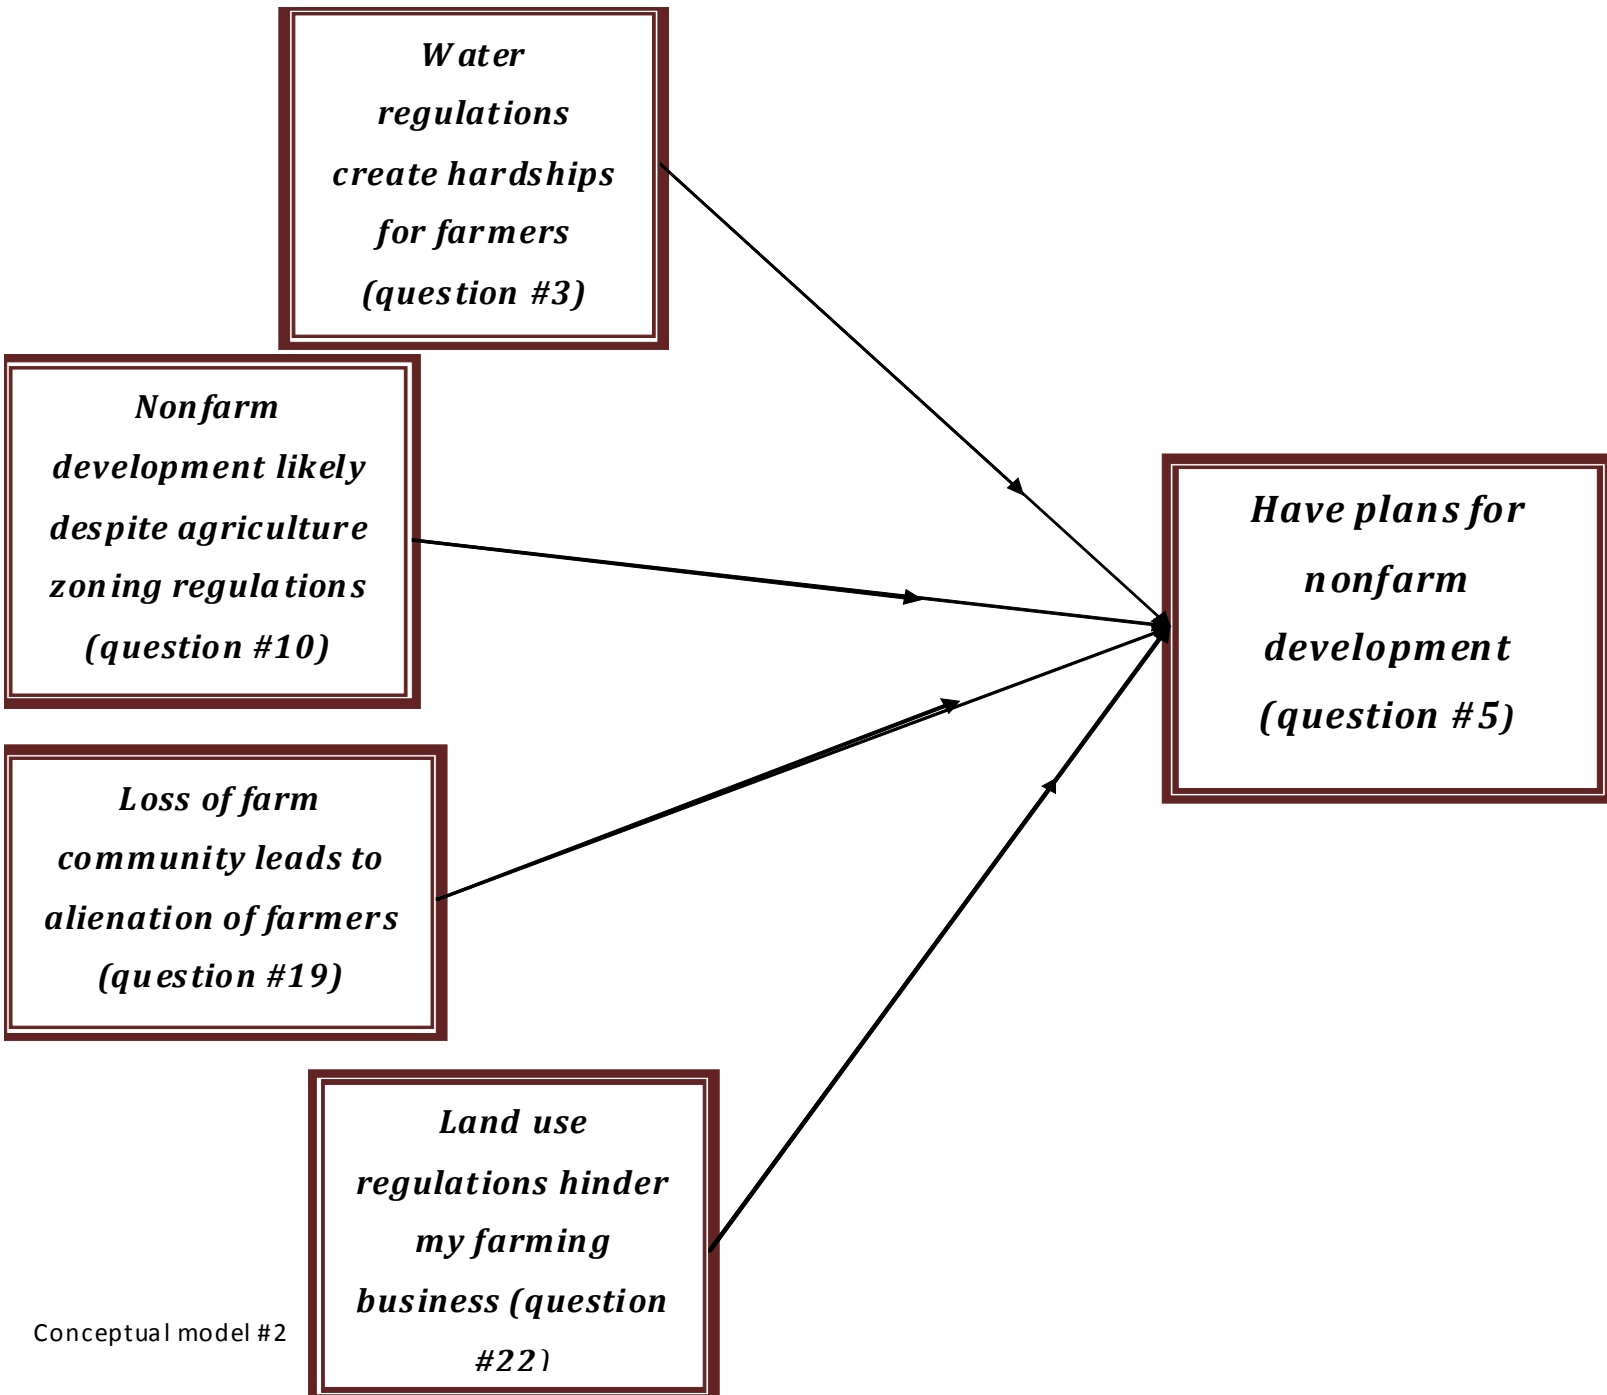 Water
regulations
create hardships
for farmers
(question #3)
Nonfarm
development likely
despite agriculture
zoning regulations
(question #10)
Have plans for
nonfarm
development
(question #5)
Loss of farm
community leads to
alienation of farmers
(question #19)
Land use
regulations hinder
my farming
business (question
#22)
Conceptual model #2